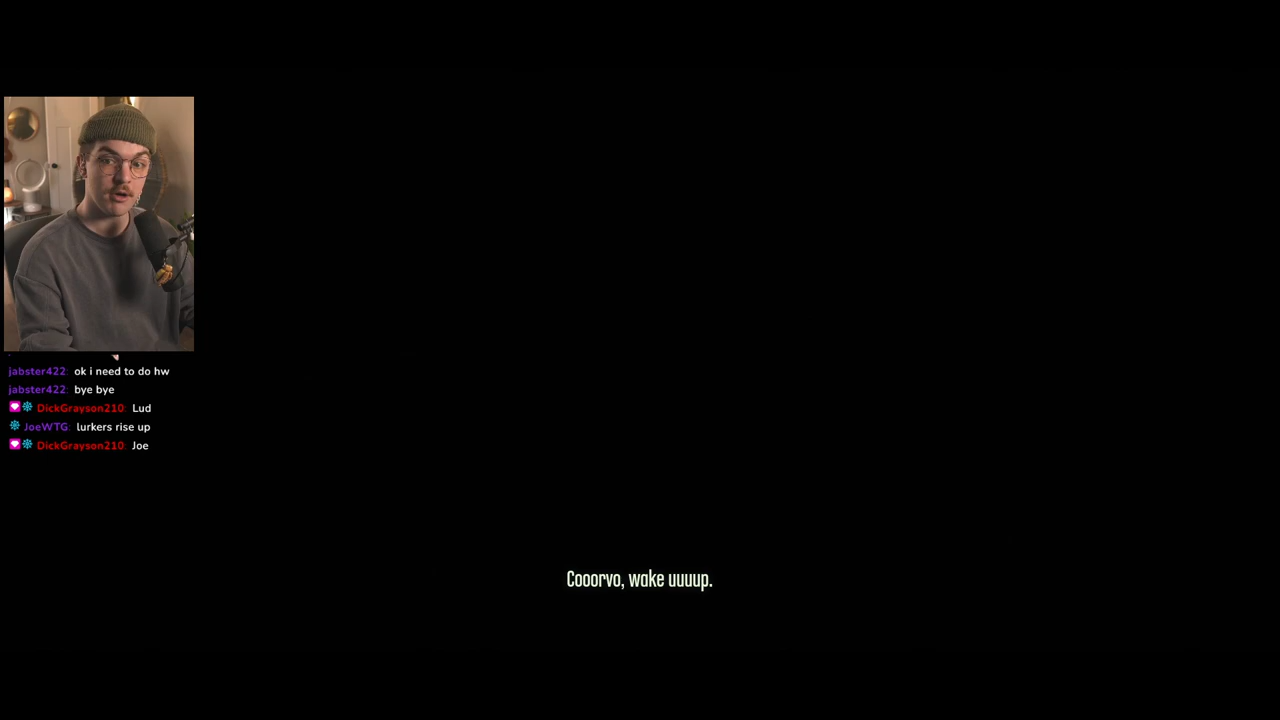 jabster422: ok i need to do hw
jabster422: bye bye
DickGrayson210: Lud
JoeWTG: lurkers rise up
DickGrayson210: Joe
Cooorvo, wake uuuup.